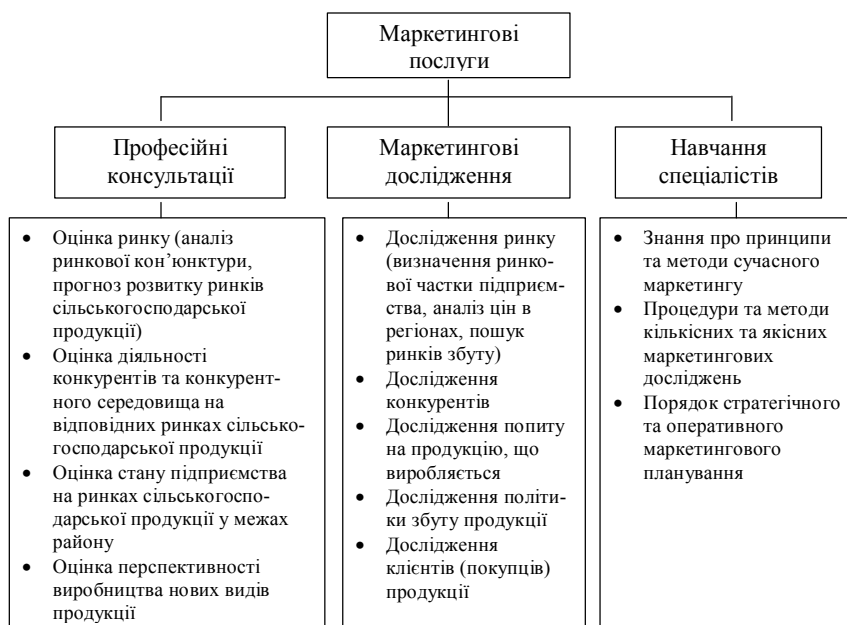 Маркетингові
послуги
Професійні
консультації
Маркетингові
дослідження
Навчання
спеціалістів
• Оцінка ринку (аналіз
ринкової кон’юнктури,
прогноз розвитку ринків
сільськогосподарської
продукції)
• Оцінка діяльності
конкурентів та конкурент-
ного середовища на
відповідних ринках сільсько-
господарської продукції
• Оцінка стану підприємства
на ринках сільськогоспо-
дарської продукції у межах
району
• Оцінка перспективності
виробництва нових видів
продукції
• Дослідження ринку
(визначення ринко-
вої частки підприєм-
ства, аналіз цін в
регіонах, пошук
ринків збуту)
• Дослідження
конкурентів
• Дослідження попиту
на продукцію, що
виробляється
• Дослідження політи-
ки збуту продукції
• Дослідження
клієнтів (покупців)
продукції
• Знання про принципи
та методи сучасного
маркетингу
• Процедури та методи
кількісних та якісних
маркетингових
досліджень
• Порядок стратегічного
та оперативного
маркетингового
планування